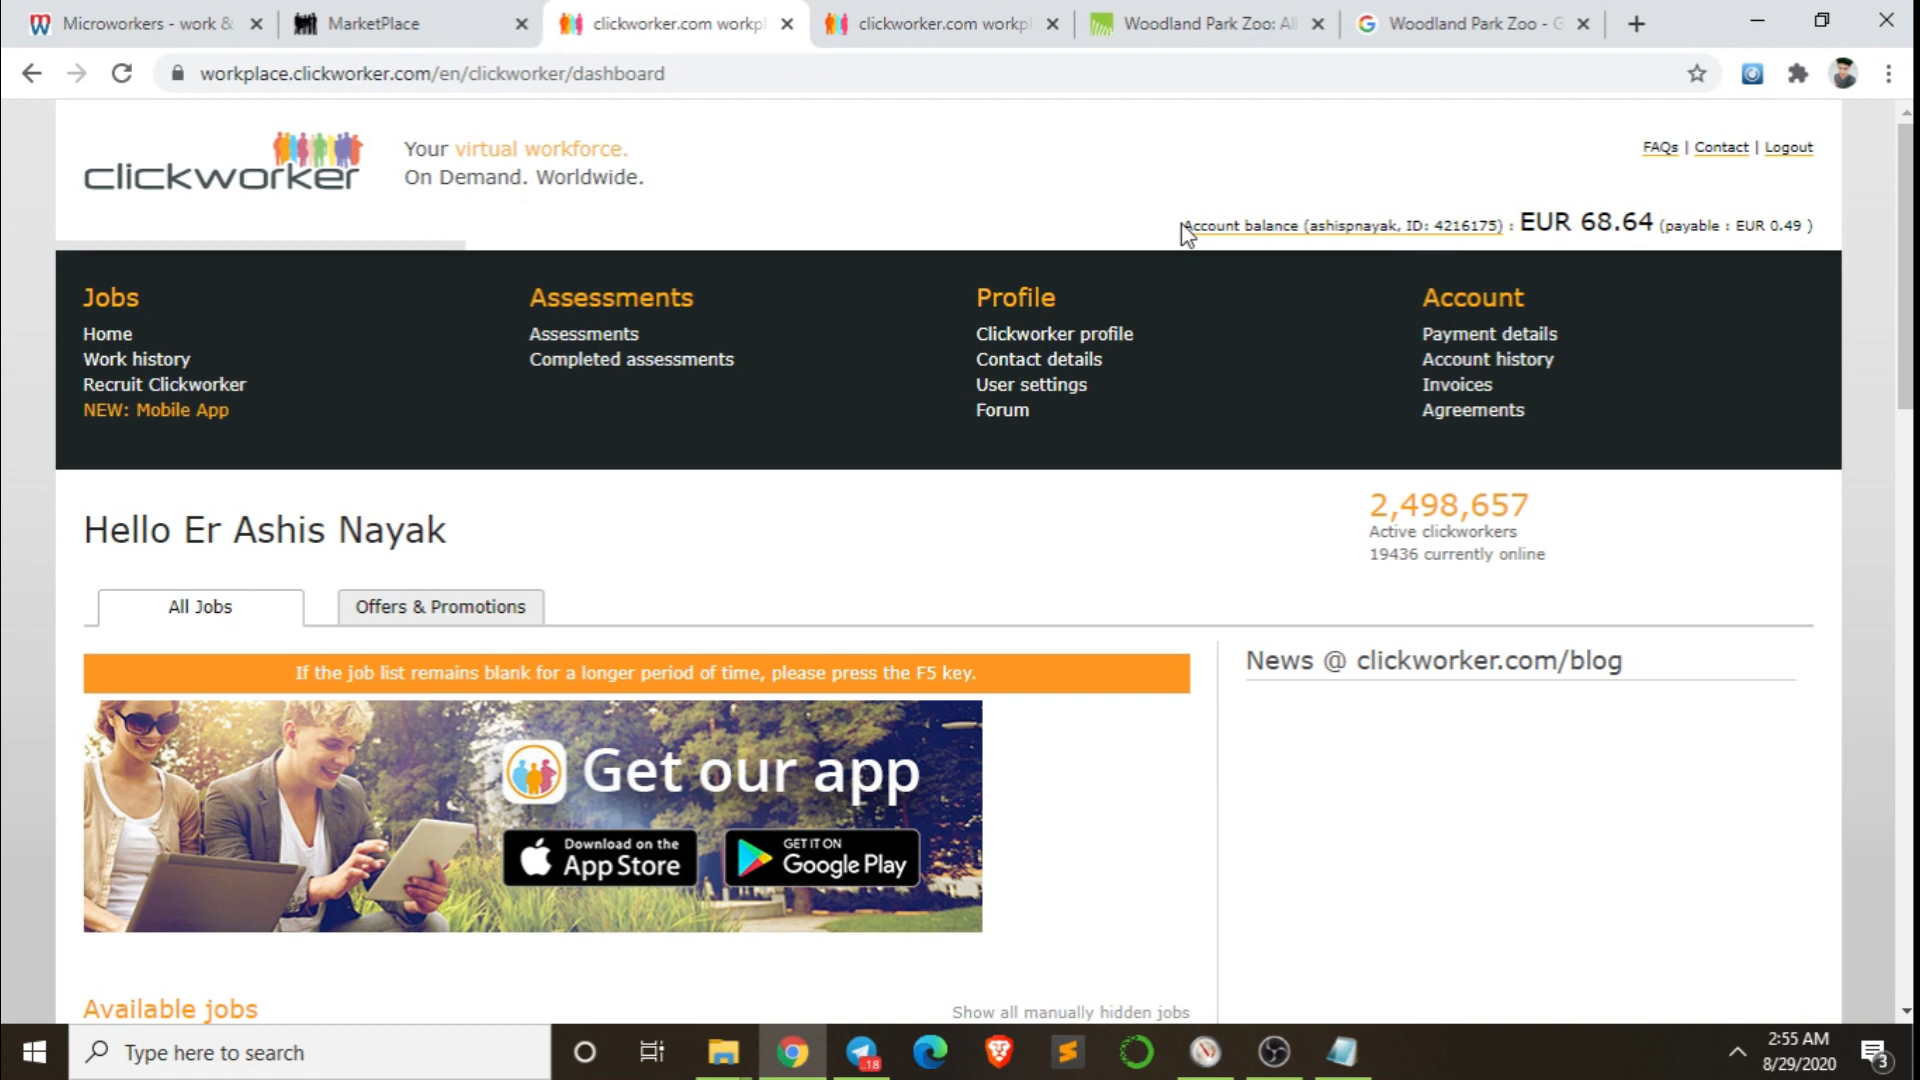 Microworkers - work &
MarketPlace
clickworker.com workpl
clickworker.com workpl
Woodland Park Zoo: Al
Woodland Park Zoo - G
workplace.clickworker.com/en/clickworker/dashboard
clickworker
Your virtual workforce.
On Demand. Worldwide.
FAQs | Contact | Logout
Account balance (ashispnayak, ID: 4216175) : EUR 68.64 (payable : EUR 0.49 )
Jobs
Home
Work history
Recruit Clickworker
NEW: Mobile App
Assessments
Assessments
Completed assessments
Profile
Clickworker profile
Contact details
User settings
Forum
Account
Payment details
Account history
Invoices
Agreements
Hello Er Ashis Nayak
2,498,657
Active clickworkers
19436 currently online
All Jobs
Offers & Promotions
If the job list remains blank for a longer period of time, please press the F5 key.
News @ clickworker.com/blog
Get our app
Download on the
App Store
GET IT ON
Google Play
Available jobs
Show all manually hidden jobs
Type here to search
18
2:55 AM
8/29/2020
3